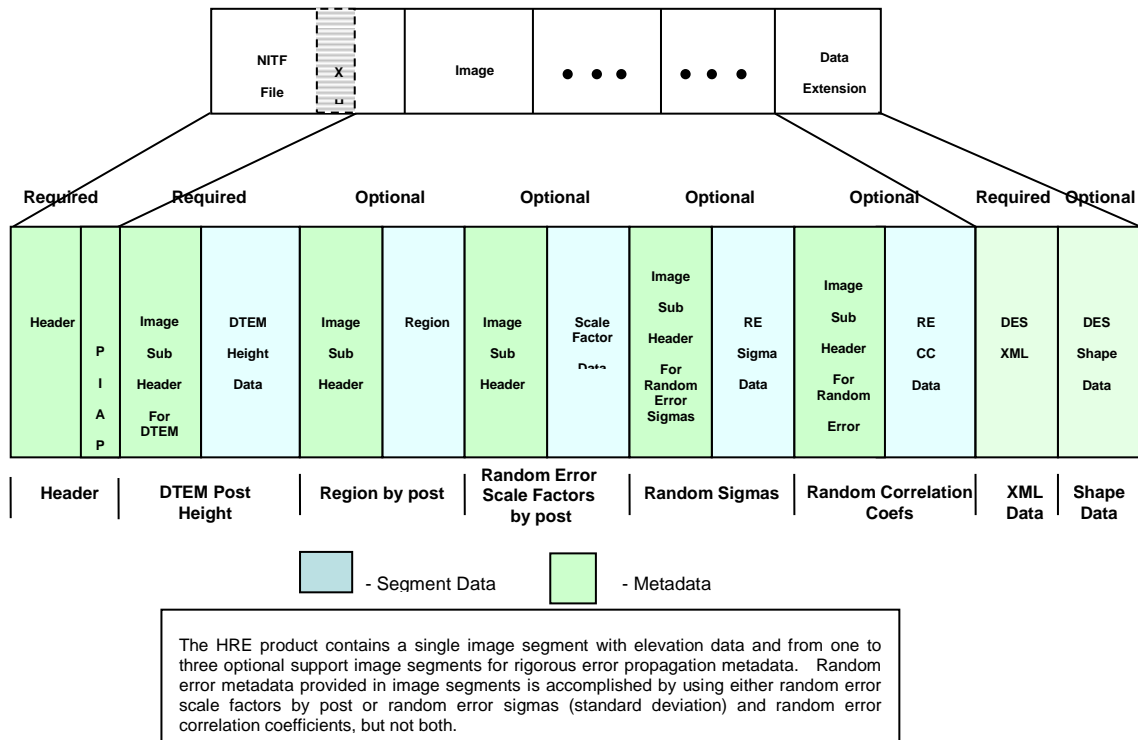 NITF
File
X
Image
Data
Extension
Required
Required
Optional
Optional
Optional
Optional
Required
Optional
Header
P
I
A
P
Image
Sub
Header
For
DTEM
DTEM
Height
Data
Image
Sub
Header
Region
Image
Sub
Header
Scale
Factor
Data
Image
Sub
Header
For
Random
Error
Sigmas
RE
Sigma
Data
Image
Sub
Header
For
Random
Error
RE
CC
Data
DES
XML
DES
Shape
Data
Header
DTEM Post
Height
Region by post
Random Error
Scale Factors
by post
Random Sigmas
Random Correlation
Coefs
XML
Data
Shape
Data
- Segment Data
- Metadada
The HRE product contains a single image segment with elevation data and from one to
three optional support image segments for rigorous error propagation metadata. Random
error metadata provided in image segments is accomplished by using either random error
scale factors by post or random error sigmas (standard deviation) and random error
correlation coefficients, but not both.